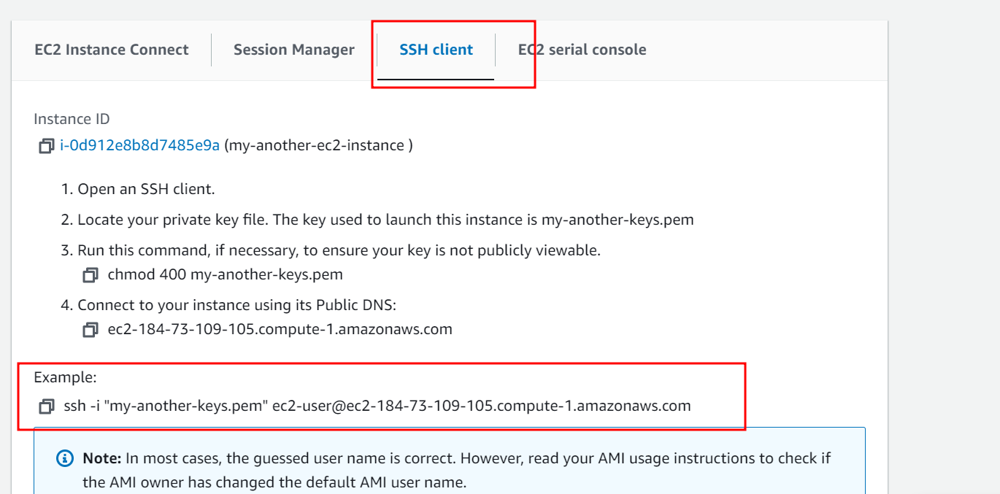 EC2 Instance Connect Session Manager SSH client EC2 serial console
Instance ID
i-0d912e8b8d7485e9a (my-another-ec2-instance )
1. Open an SSH client.
2. Locate your private key file. The key used to launch this instance is my-another-keys.pem
3. Run this command, if necessary, to ensure your key is not publicly viewable.
chmod 400 my-another-keys.pem
4. Connect to your instance using its Public DNS:
ec2-184-73-109-105.compute-1.amazonaws.com
Example:
ssh -i "my-another-keys.pem" ec2-user@ec2-184-73-109-105.compute-1.amazonaws.com
Note: In most cases, the guessed user name is correct. However, read your AMI usage instructions to check if
the AMI owner has changed the default AMI user name.